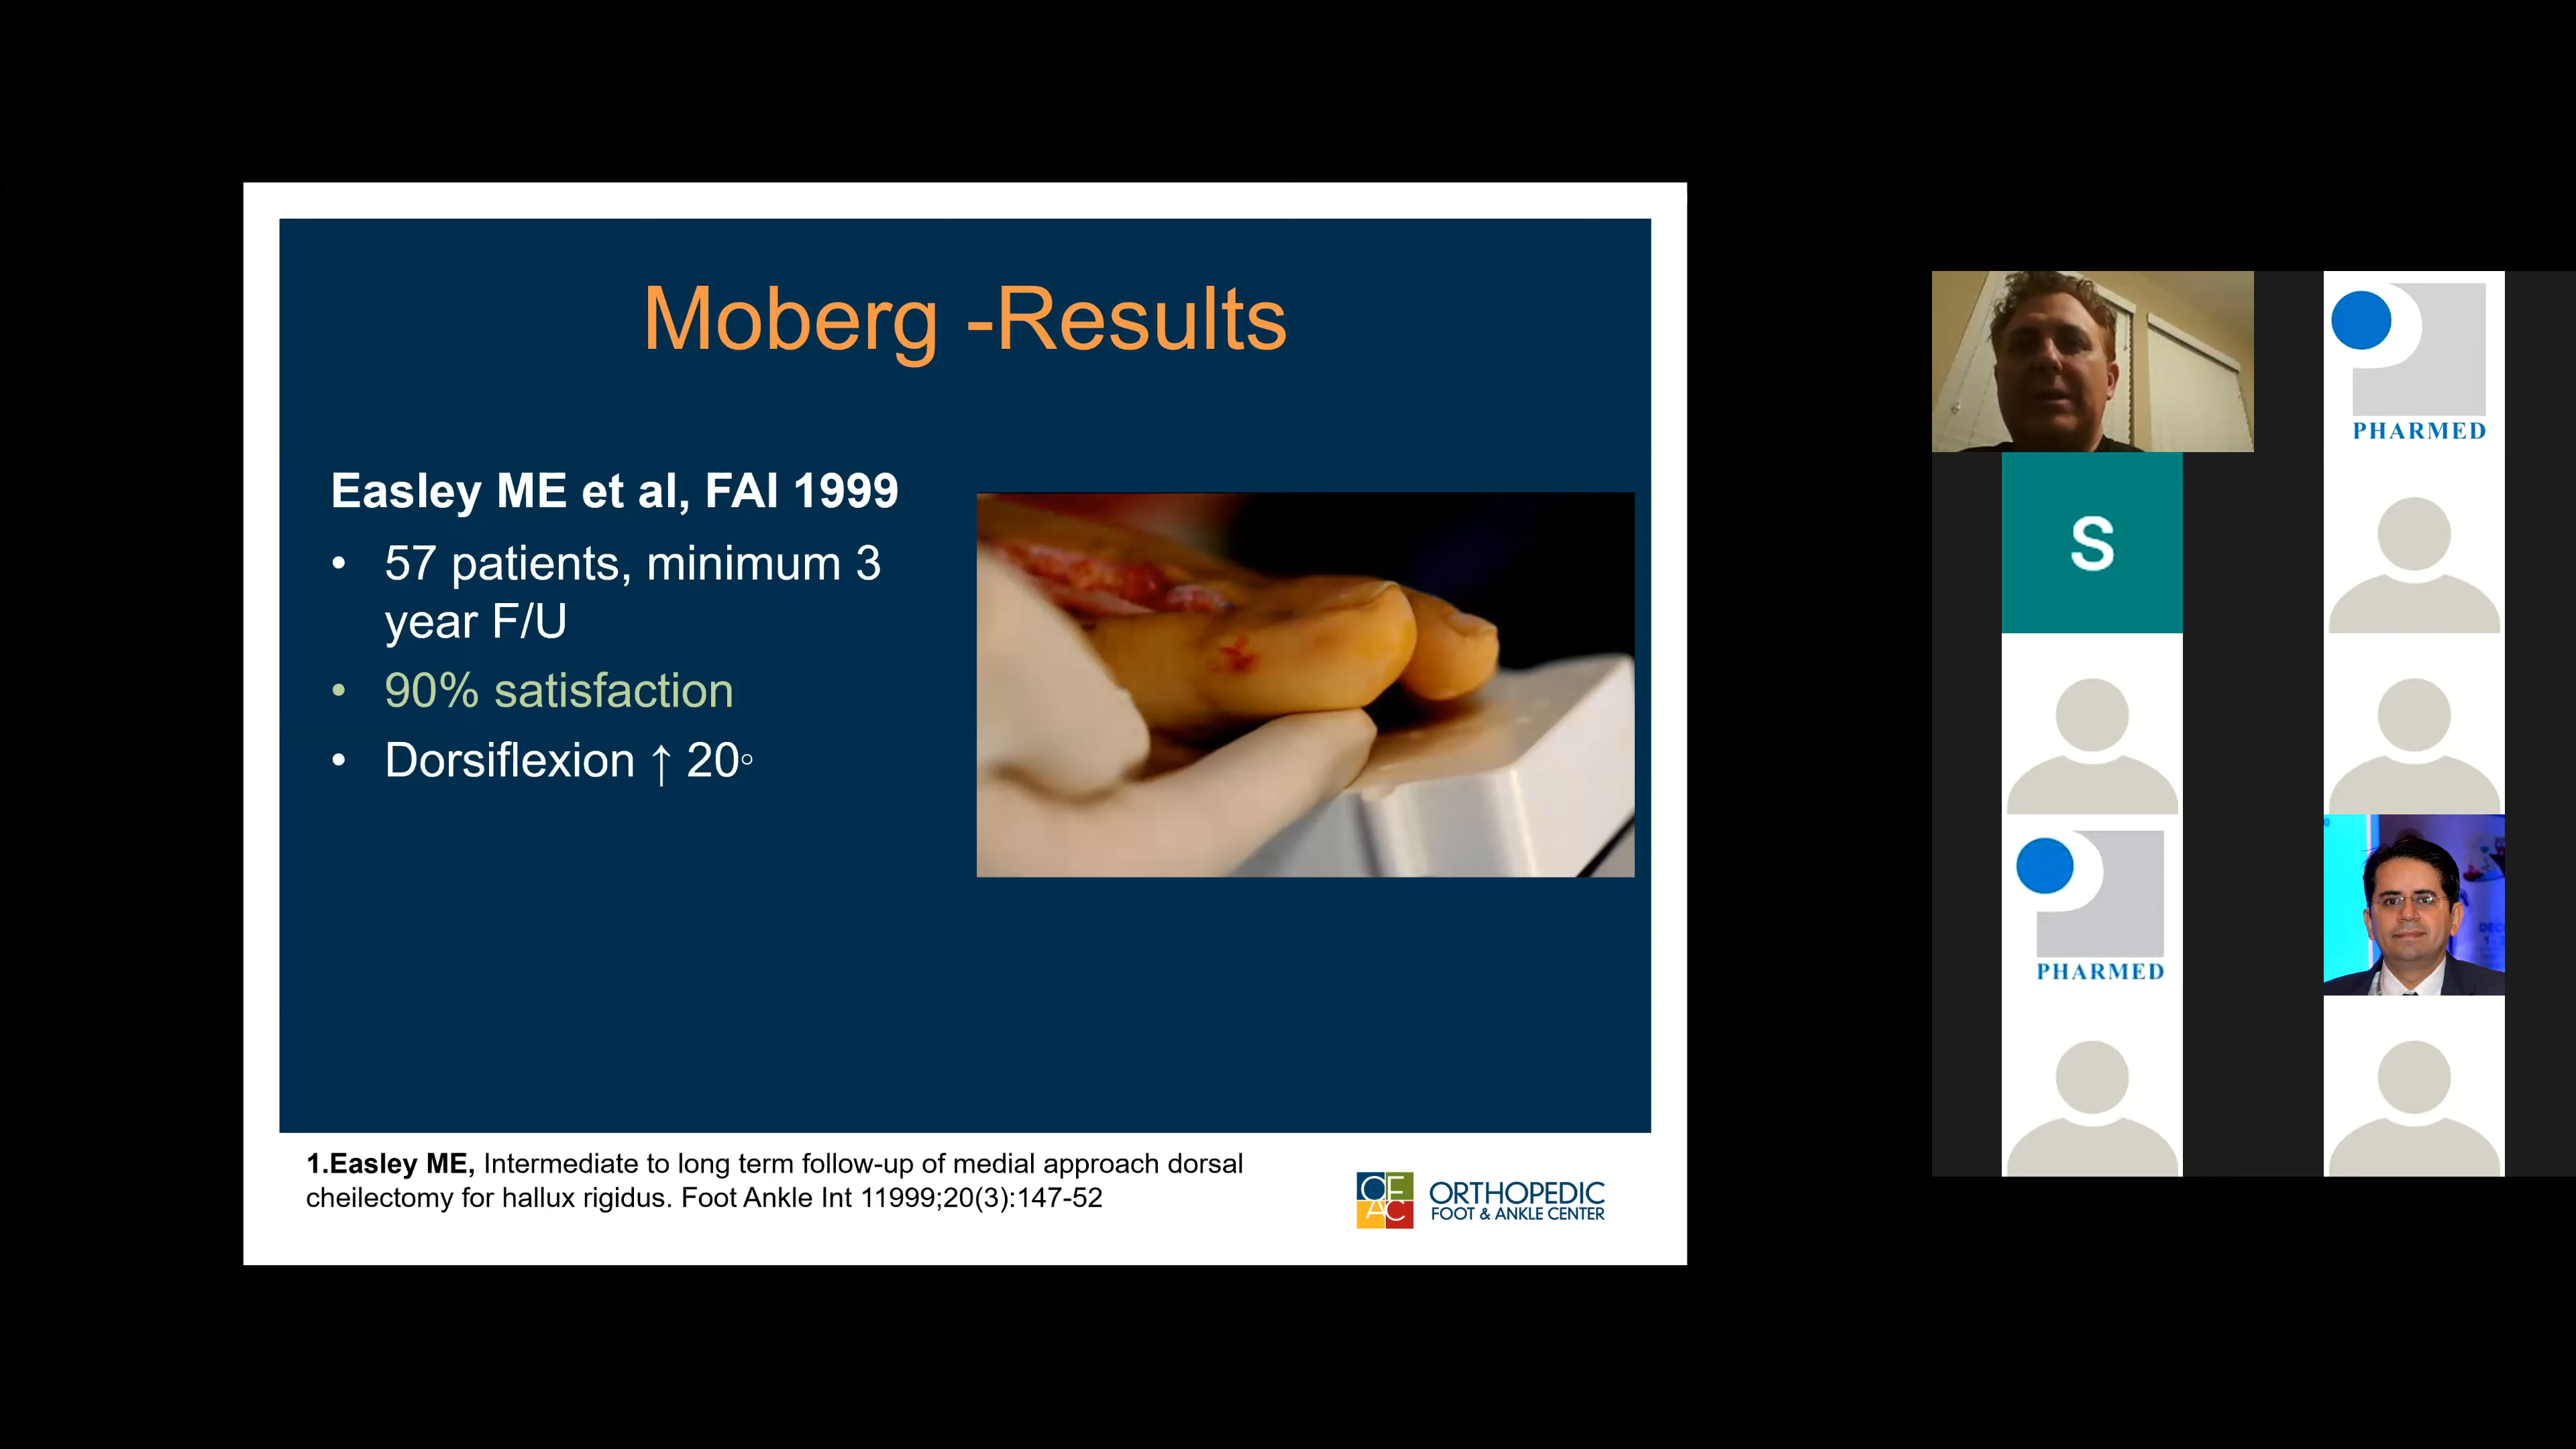 Moberg -Results
Easley ME et al, FAI 1999
• 57 patients, minimum 3
year F/U
• 90% satisfaction
• Dorsiflexion ↑ 20◦
1.Easley ME, Intermediate to long term follow-up of medial approach dorsal
cheilectomy for hallux rigidus. Foot Ankle Int 11999;20(3):147-52
OF
AC
ORTHOPEDIC
FOOT & ANKLE CENTER
PHARMED
S
PHARMED